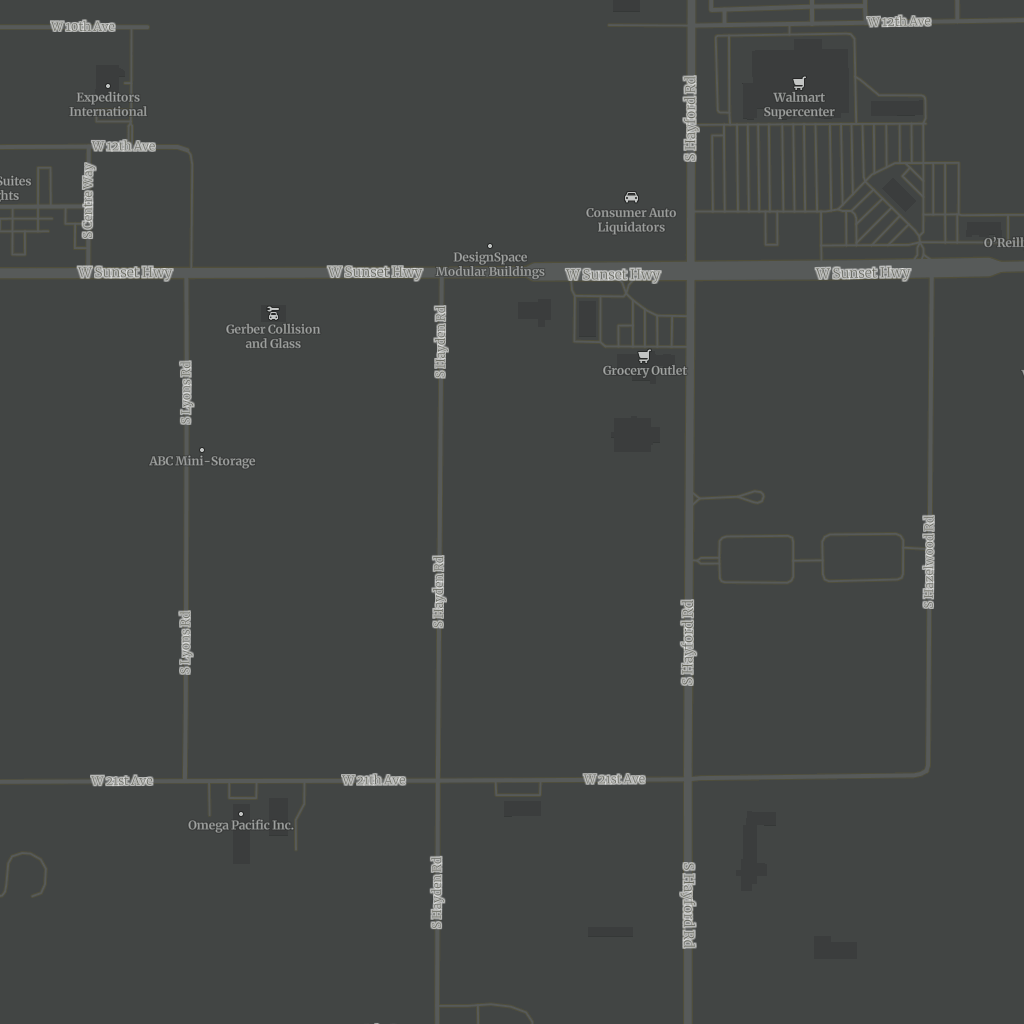 W 10th Ave
W 12th Ave
Expeditors
International
Walmart
Supercenter
S Hayford Rd
W 12th Ave
Suites
hts
S Centre Way
Consumer Auto
Liquidators
O'Reill
DesignSpace
Modular Buildings
W Sunset Hwy
W Sunset Hwy
W Sunset Hwy
W Sunset Hwy
Gerber Collision
and Glass
S Hayden Rd
Grocery Outlet
S Lyons Rd
ABC Mini-Storage
S Hazelwood Rd
S Hayden Rd
S Lyons Rd
S Hayford Rd
W 21st Ave
W 21th Ave
W 21st Ave
Omega Pacific Inc.
S Hayden Rd
S Hayford Rd